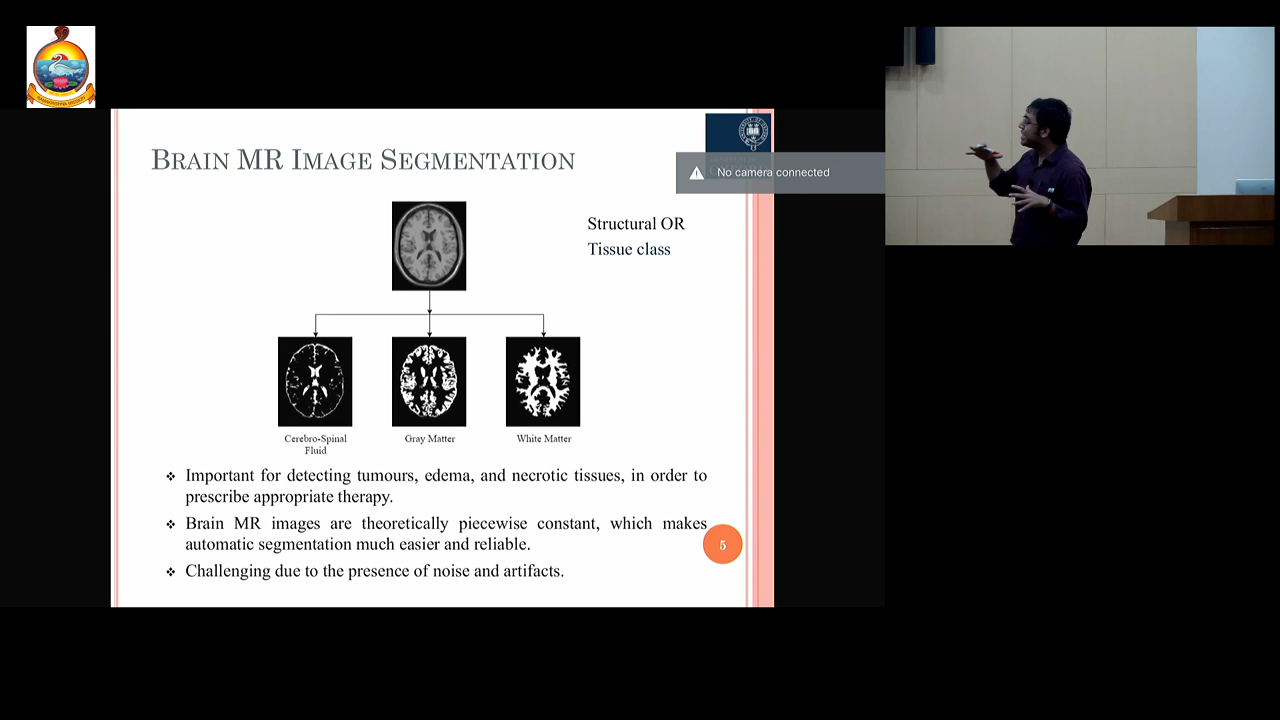 BRAIN MR IMAGE SEGMENTATION
No camera connected
Structural OR
Tissue class
Cerebro-Spinal
Fluid
Gray Matter
White Matter
❖ Important for detecting tumours, edema, and necrotic tissues, in order to
prescribe appropriate therapy.
❖ Brain MR images are theoretically piecewise constant, which makes
automatic segmentation much easier and reliable.
5
❖ Challenging due to the presence of noise and artifacts.